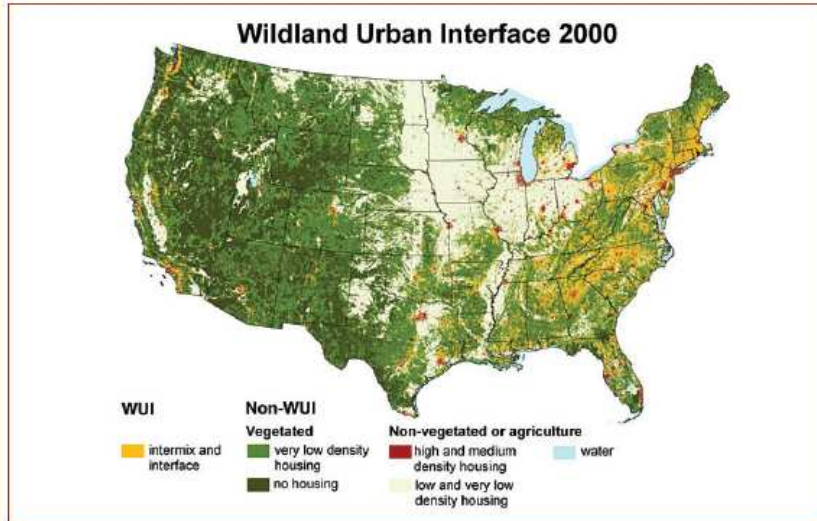 Wildland Urban Interface 2000
WUI
intermix and
interface
Non-WUI
Vegetated
very low density
housing
no housing
Non-vegetated or agriculture
high and medium
density housing
low and very low
density housing
water